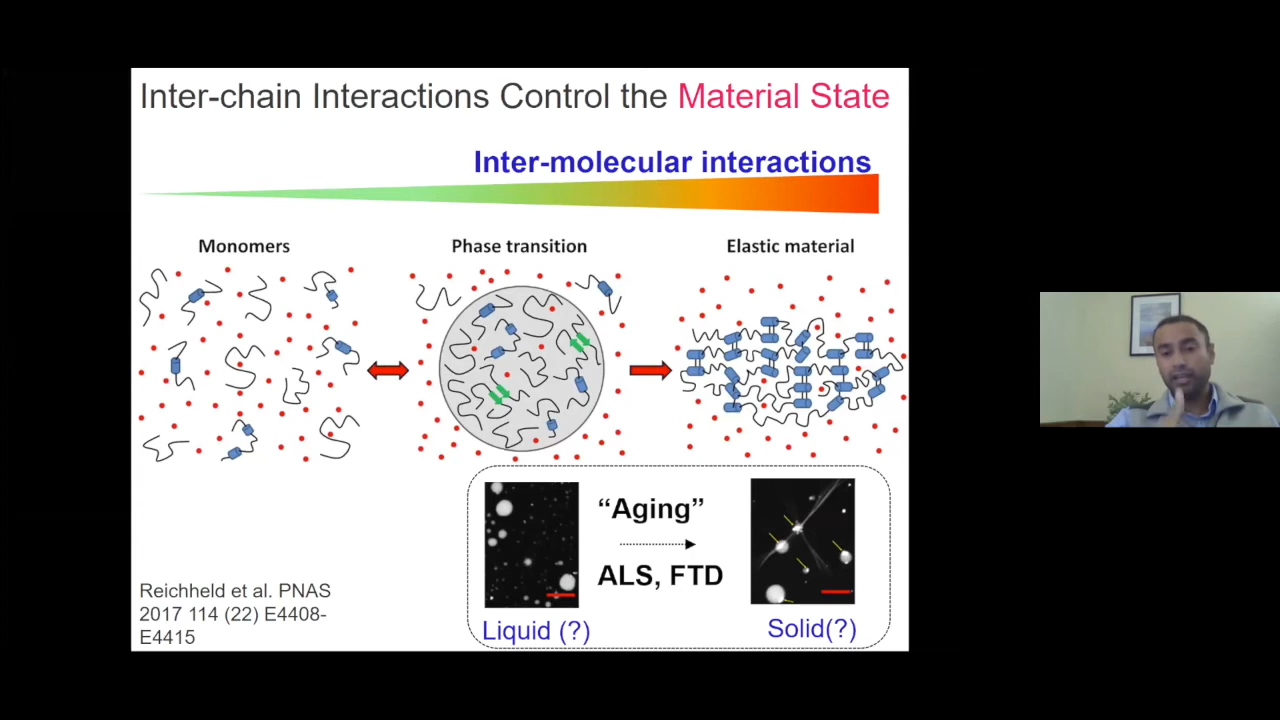 Inter-chain Interactions Control the Material State
Inter-molecular interactions
Monomers
Phase transition
Elastic material
“Aging”
ALS, FTD
Liquid (?)
Solid(?)
Reichheld et al. PNAS
2017 114 (22) E4408-
E4415